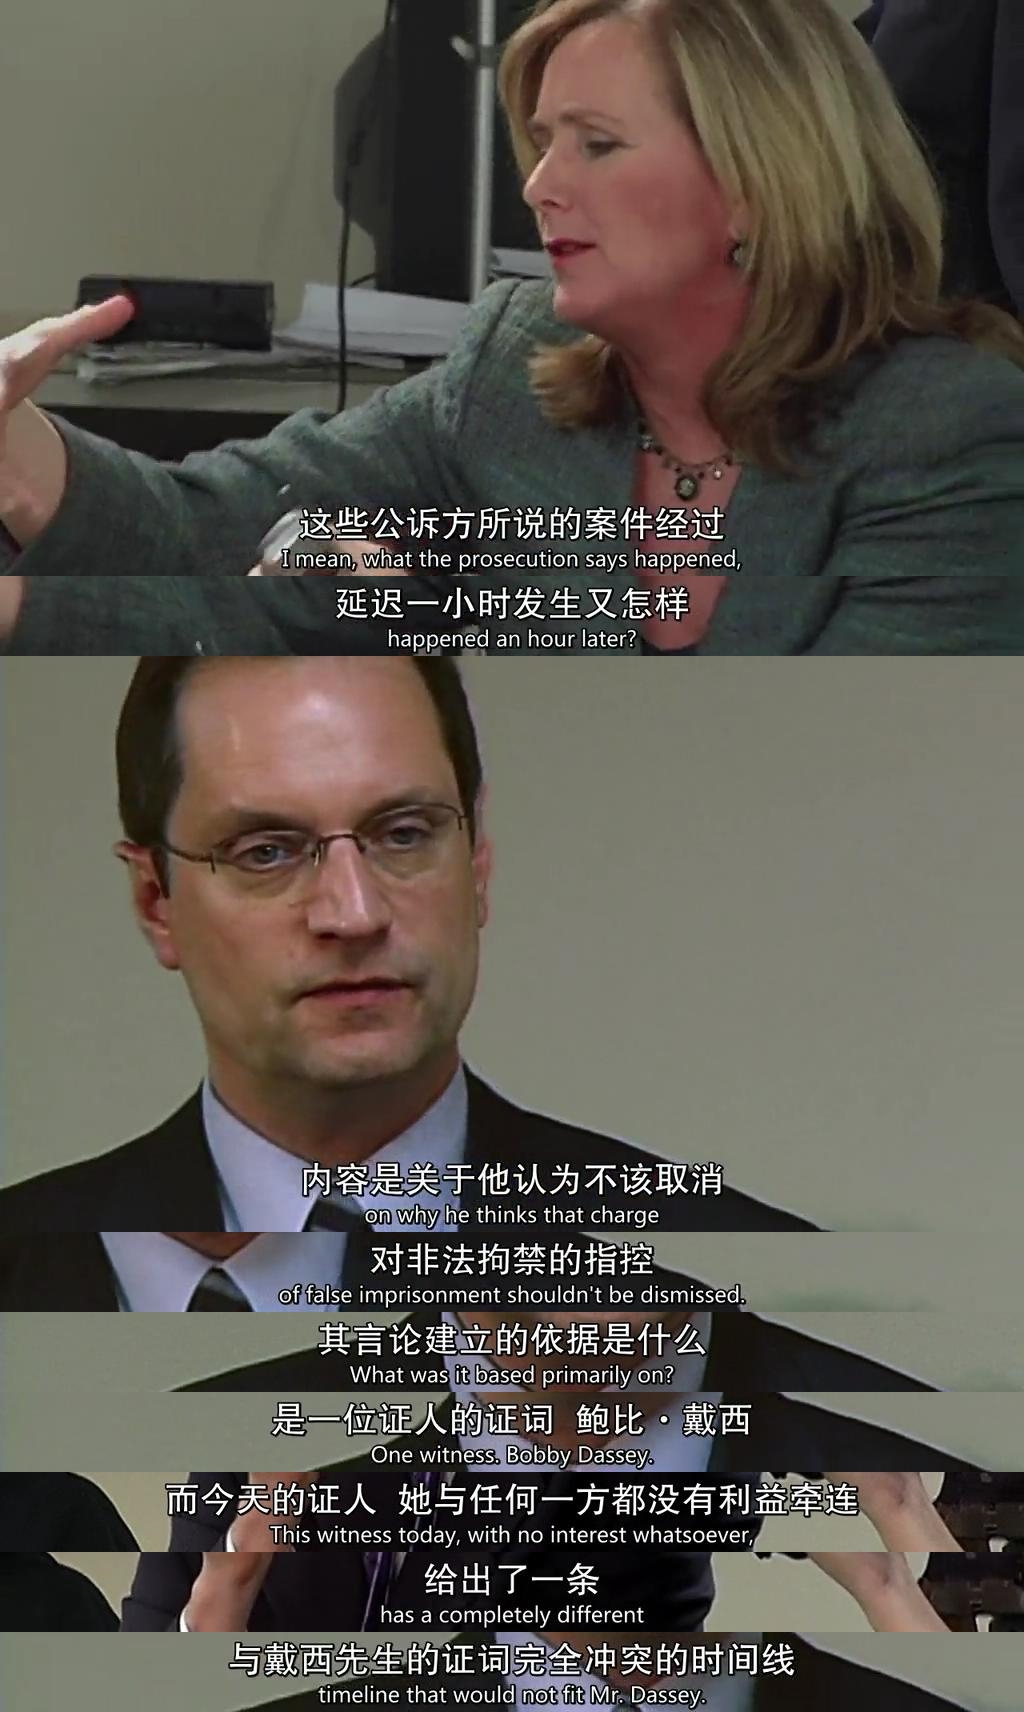 这些公诉方所说的案件经过
I mean, what the prosecution says happened,
延迟一小时发生又怎样
happened an hour later?
内容是关于他认为不该取消
on why he thinks that charge
对非法拘禁的指控
of false imprisonment shouldn't be dismissed.
其言论建立的依据是什么
What was it based primarily on?
是一位证人的证词 鲍比·戴西
One witness. Bobby Dassey.
而今天的证人 她与任何一方都没有利益牵连
This witness today, with no interest whatsoever,
给出了一条
has a completely different
与戴西先生的证词完全冲突的时间线
timeline that would not fit Mr. Dassey.